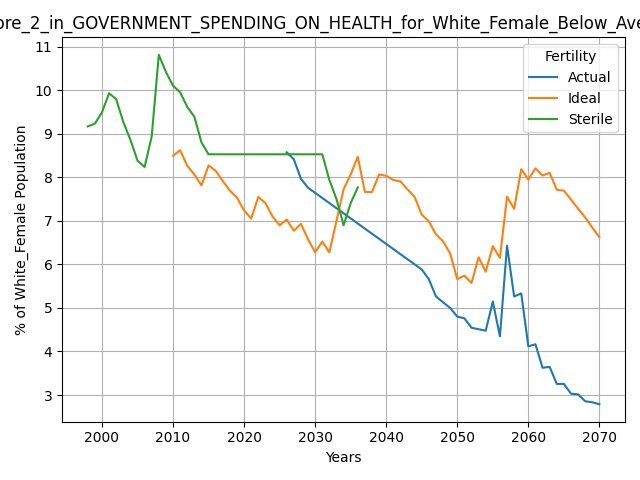 ore_2_in_GOVERNMENT_SPENDING_ON_HEALTH_for_White_Female_Below_Ave
Fertility
Actual
Ideal
Sterile
% of White_Female Population
11
10
9
8
7
6
5
4
3
2000 2010 2020 2030 2040 2050 2060 2070
Years